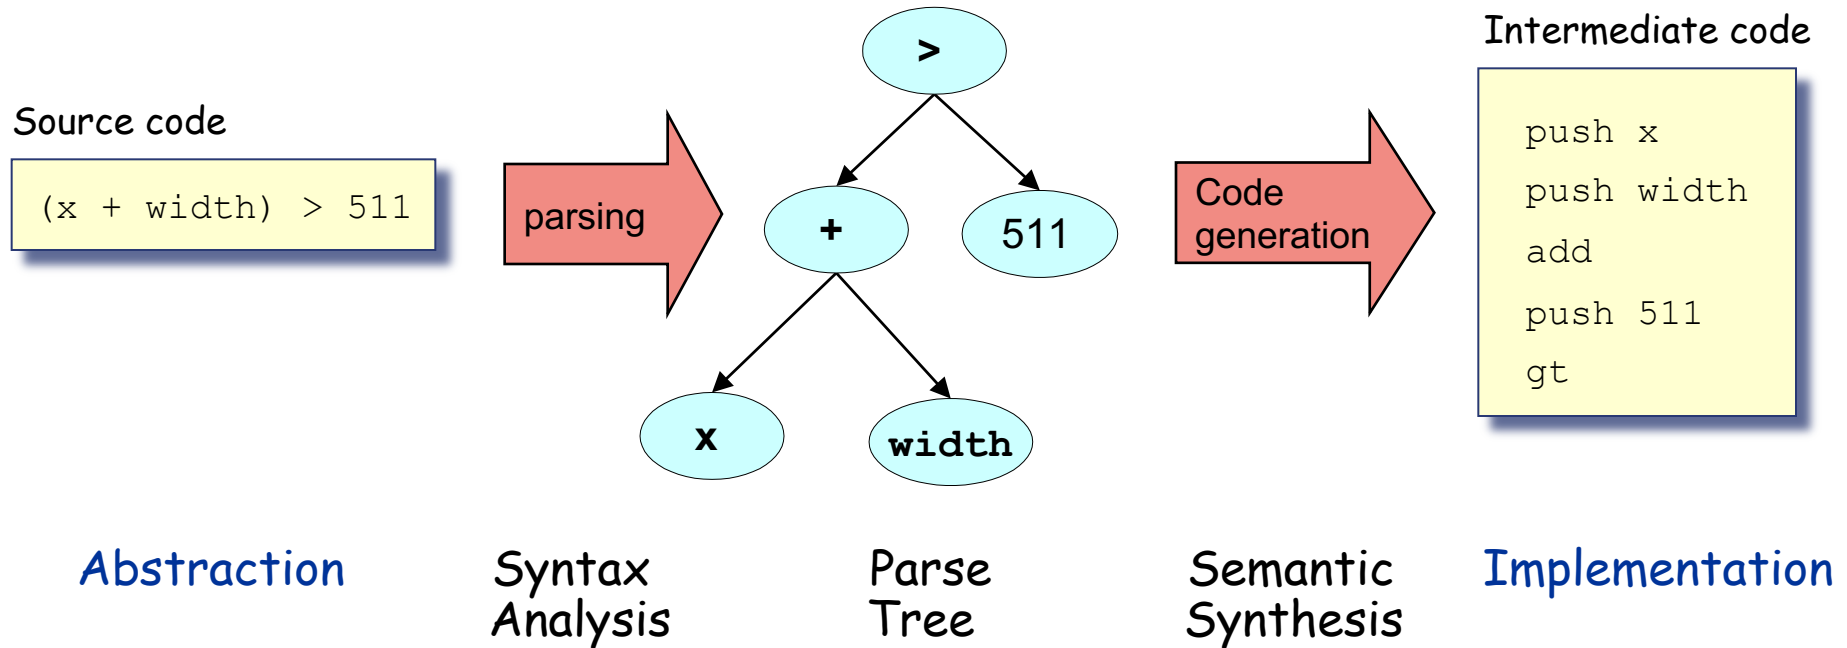 Source code
(x + width) > 511
parsing
>
+
511
x
width
Code
generation
Intermediate code
push x
push width
add
push 511
gt
Abstraction
Syntax
Analysis
Parse
Tree
Semantic
Synthesis
Implementation